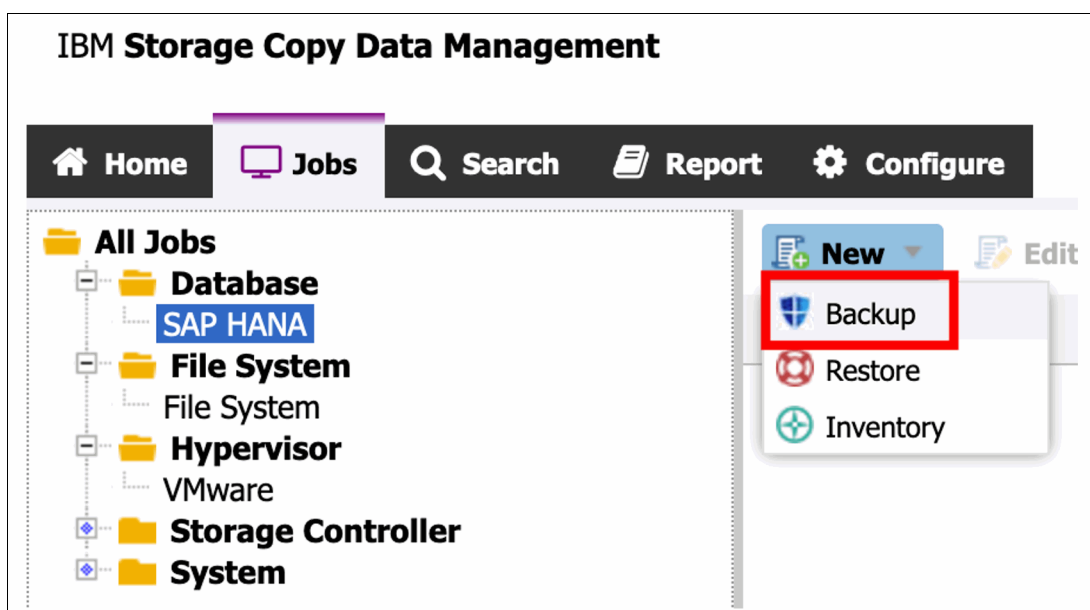 IBM Storage Copy Data Management
Home Jobs Search Report Configure
All Jobs
Database
SAP HANA
File System
File System
Hypervisor
VMware
Storage Controller
System
New Edit
Backup
Restore
Inventory